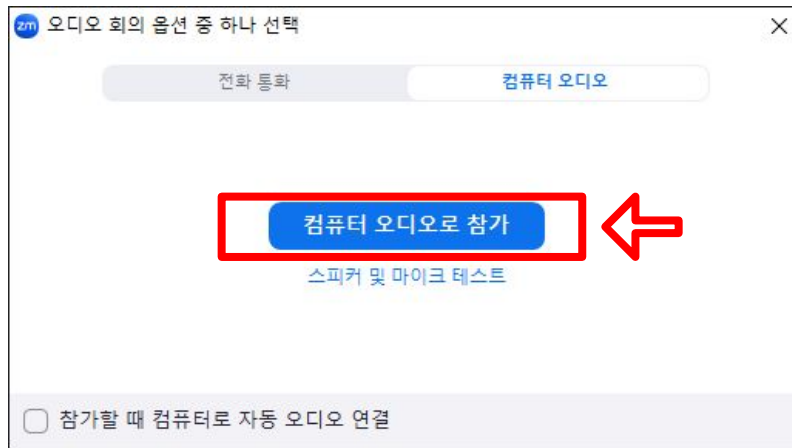 zm 오디오 회의 옵션 중 하나 선택
전화 통화 컴퓨터 오디오
컴퓨터 오디오로 참가
스피커 및 마이크 테스트
참가할 때 컴퓨터로 자동 오디오 연결